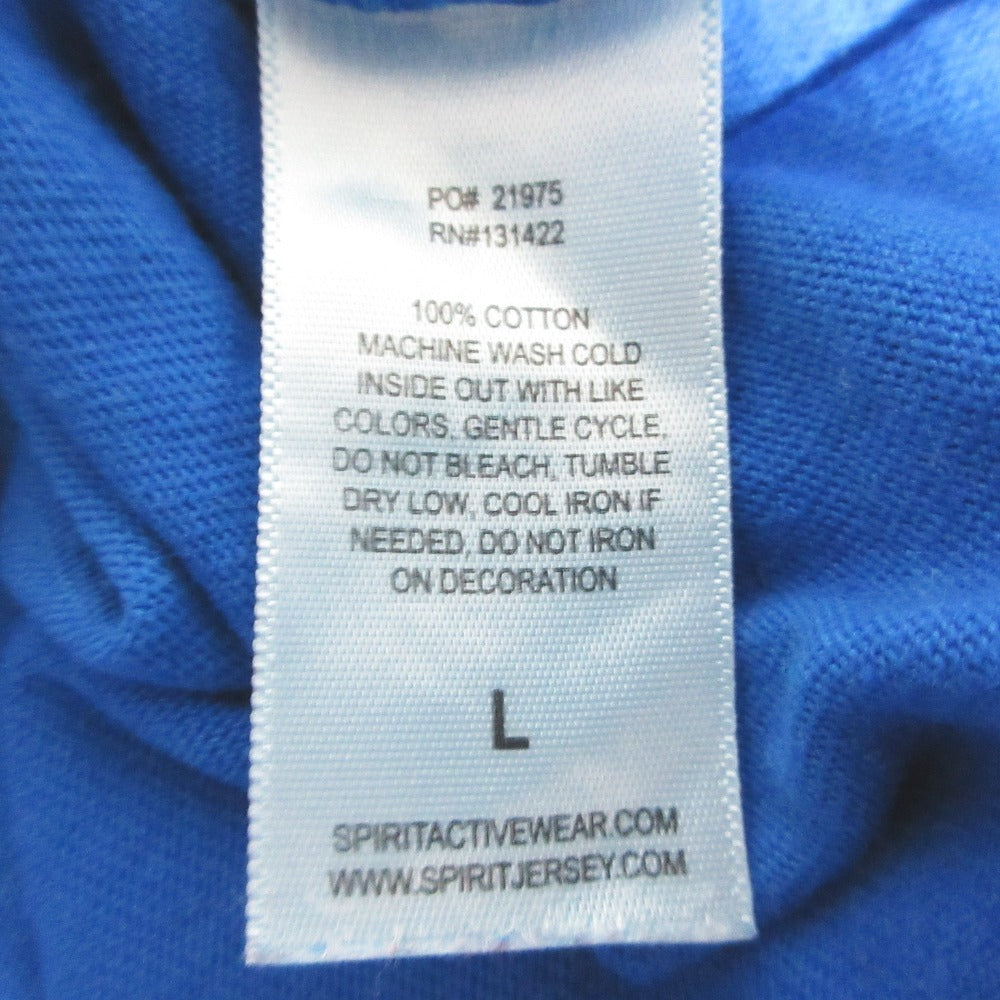 PO# 21975
RN#131422
100% COTTON
MACHINE WASH COLD
INSIDE OUT WITH LIKE
COLORS, GENTLE CYCLE,
DO NOT BLEACH, TUMBLE
DRY LOW, COOL IRON IF
NEEDED, DO NOT IRON
ON DECORATION
L
SPIRITACTIVEWEAR.COM
WWW.SPIRITJERSEY.COM